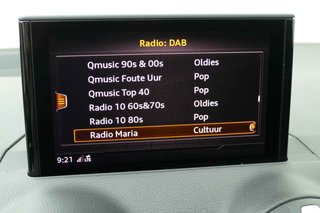 Radio: DAB
Qmusic 90s & 00s Oldies
Qmusic Foute Uur Pop
Qmusic Top 40 Pop
Radio 10 60s&70s Oldies
Radio 10 80s Pop
Radio Maria Cultuur
9:21